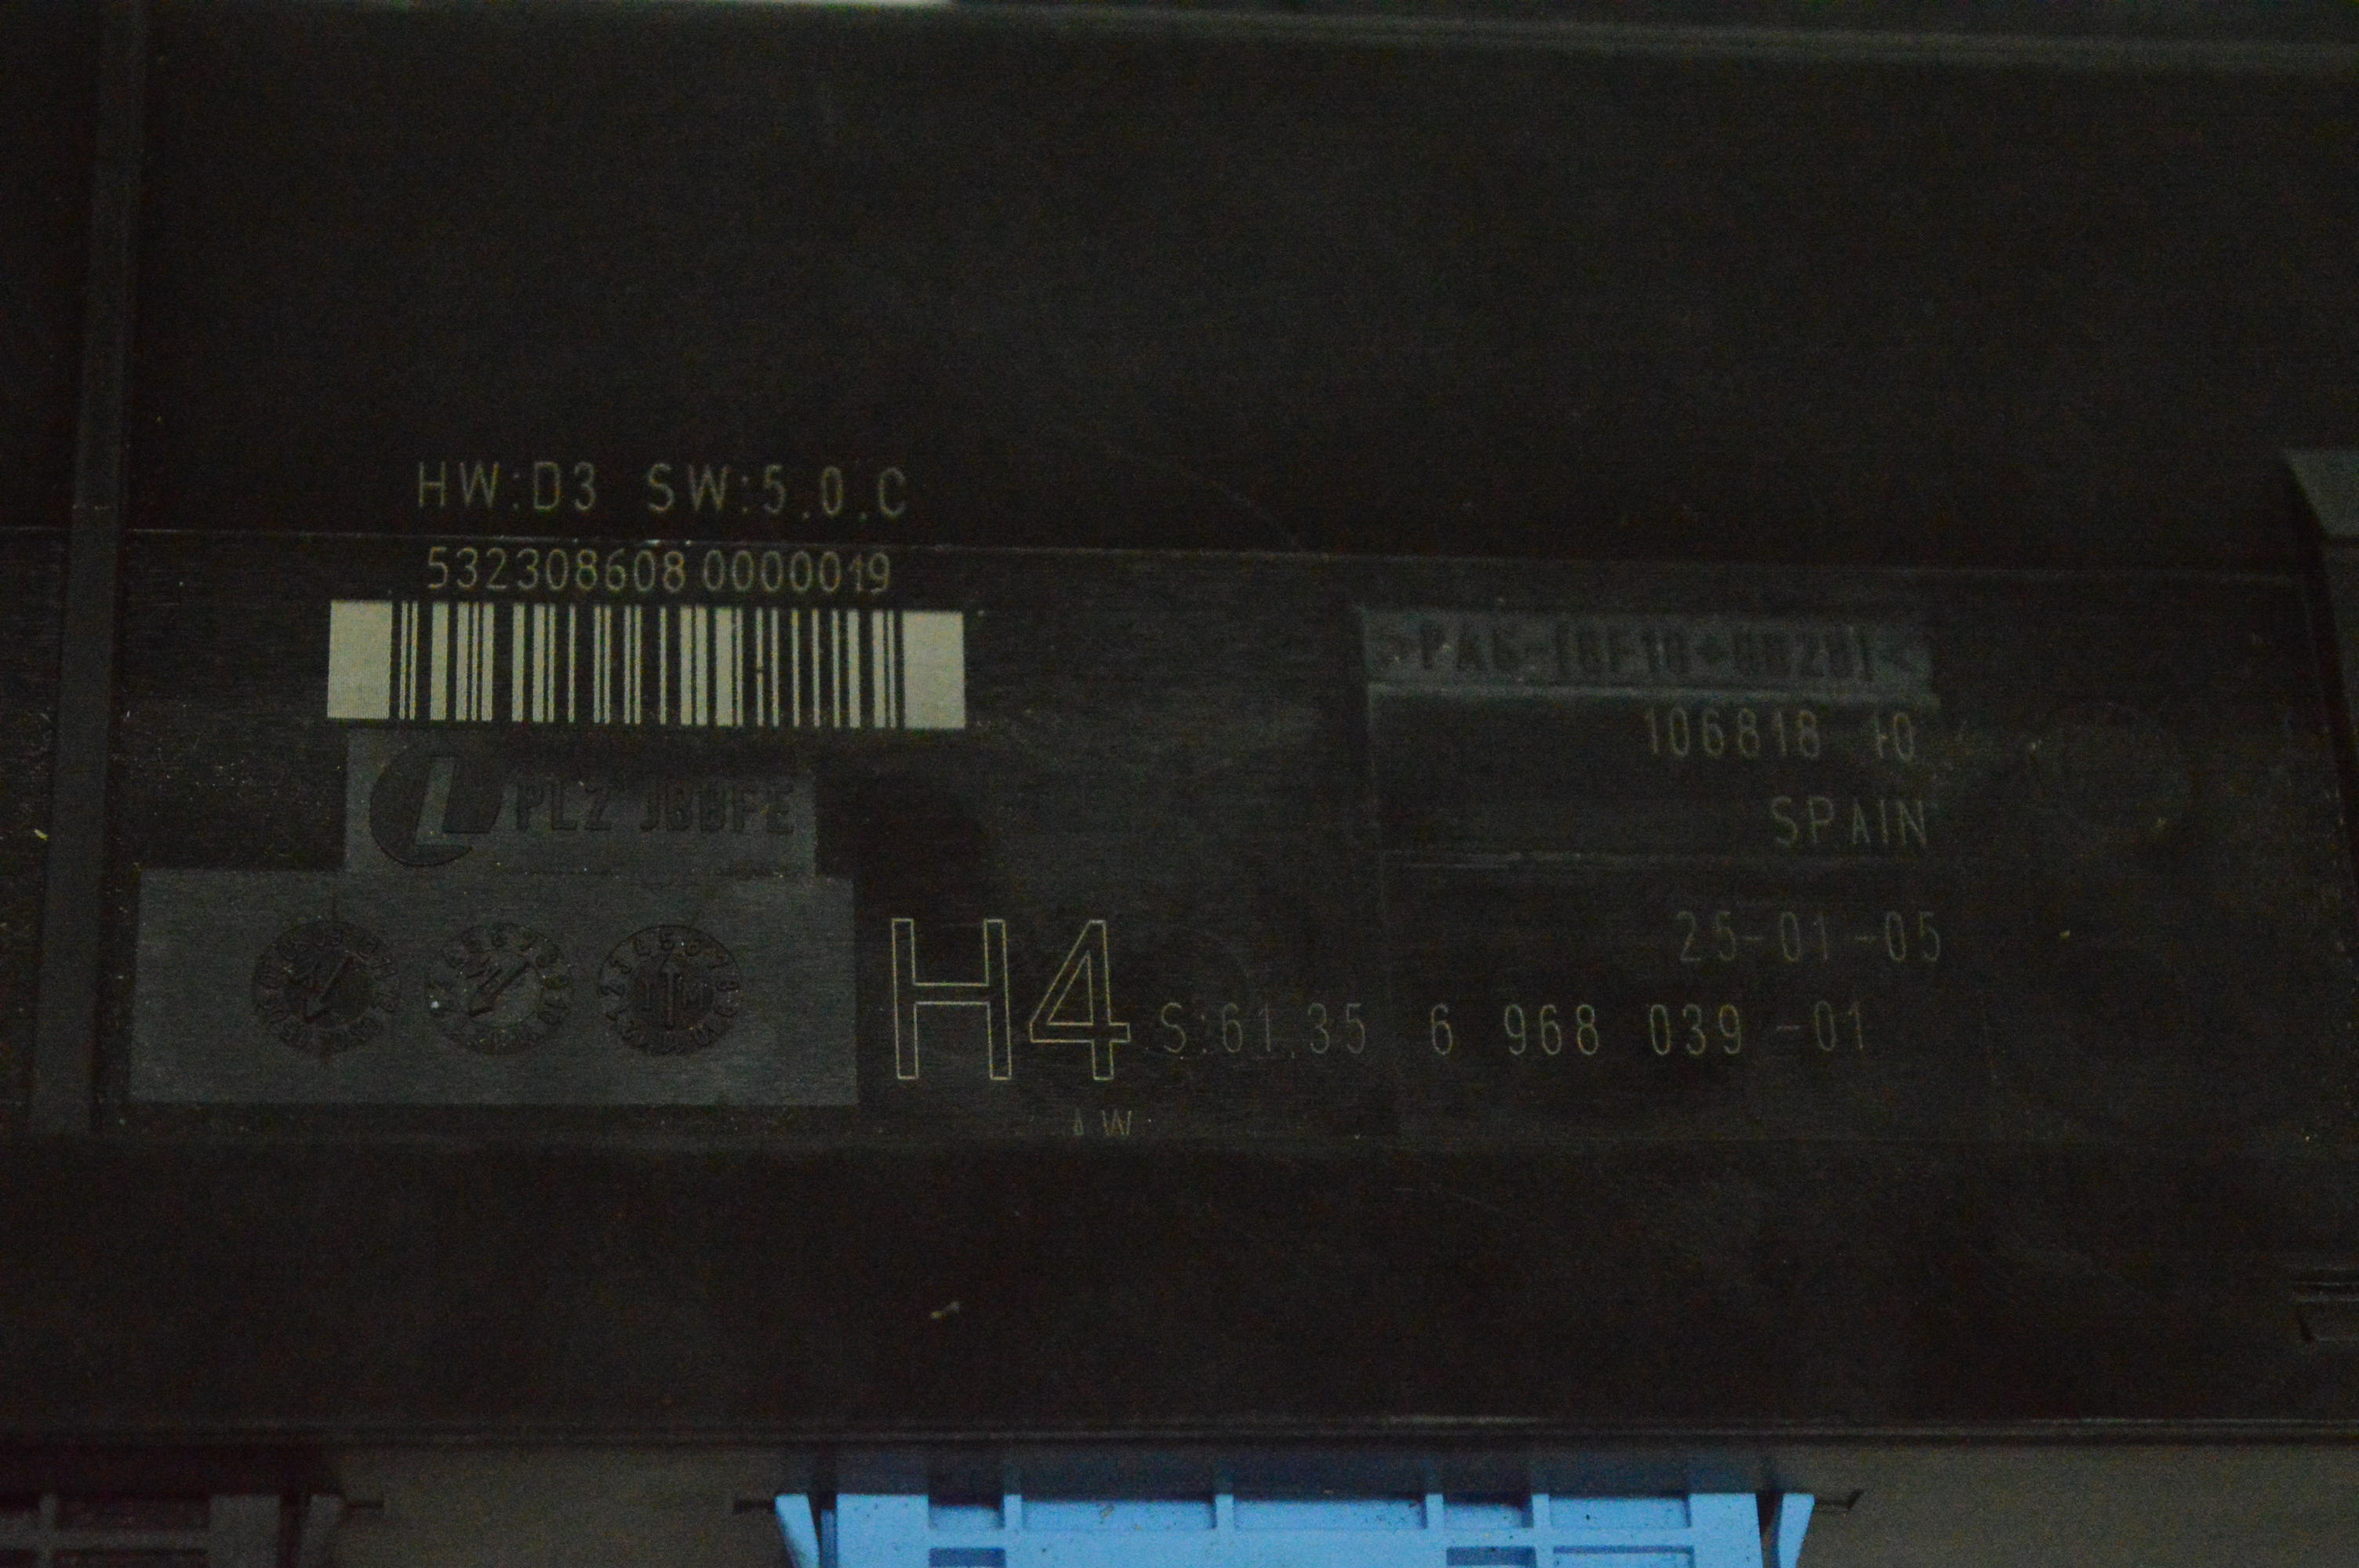 HW:D3 SW:5.0.C
532308608 0000019
106818 10
SPAIN
L PLZ JBBFE
25-01-05
H4
S:61.35 6 968 039 -01